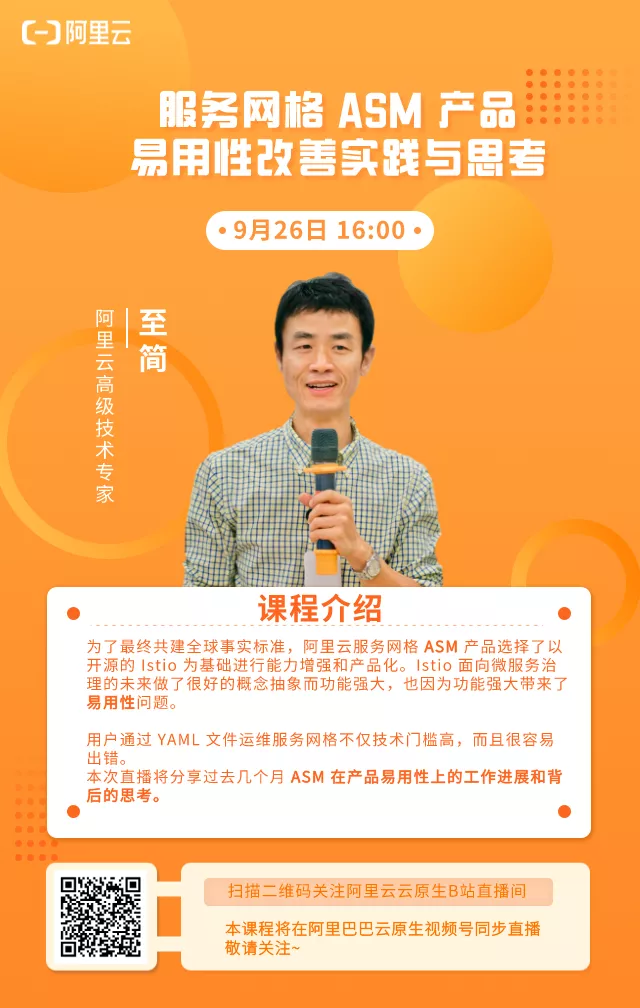 阿里云
服务网格 ASM 产品
易用性改善实践与思考
• 9月26日 16:00 •
至简
阿里云高级技术专家
课程介绍
为了最终共建全球事实标准，阿里云服务网格 ASM 产品选择了以
开源的 Istio 为基础进行能力增强和产品化。Istio 面向微服务治
理的未来做了很好的概念抽象而功能强大，也因为功能强大带来了
易用性问题。
用户通过 YAML 文件运维服务网格不仅技术门槛高，而且很容易
出错。
本次直播将分享过去几个月 ASM 在产品易用性上的工作进展和背
后的思考。
扫描二维码关注阿里云云原生B站直播间
本课程将在阿里巴巴云原生视频号同步直播
敬请关注~